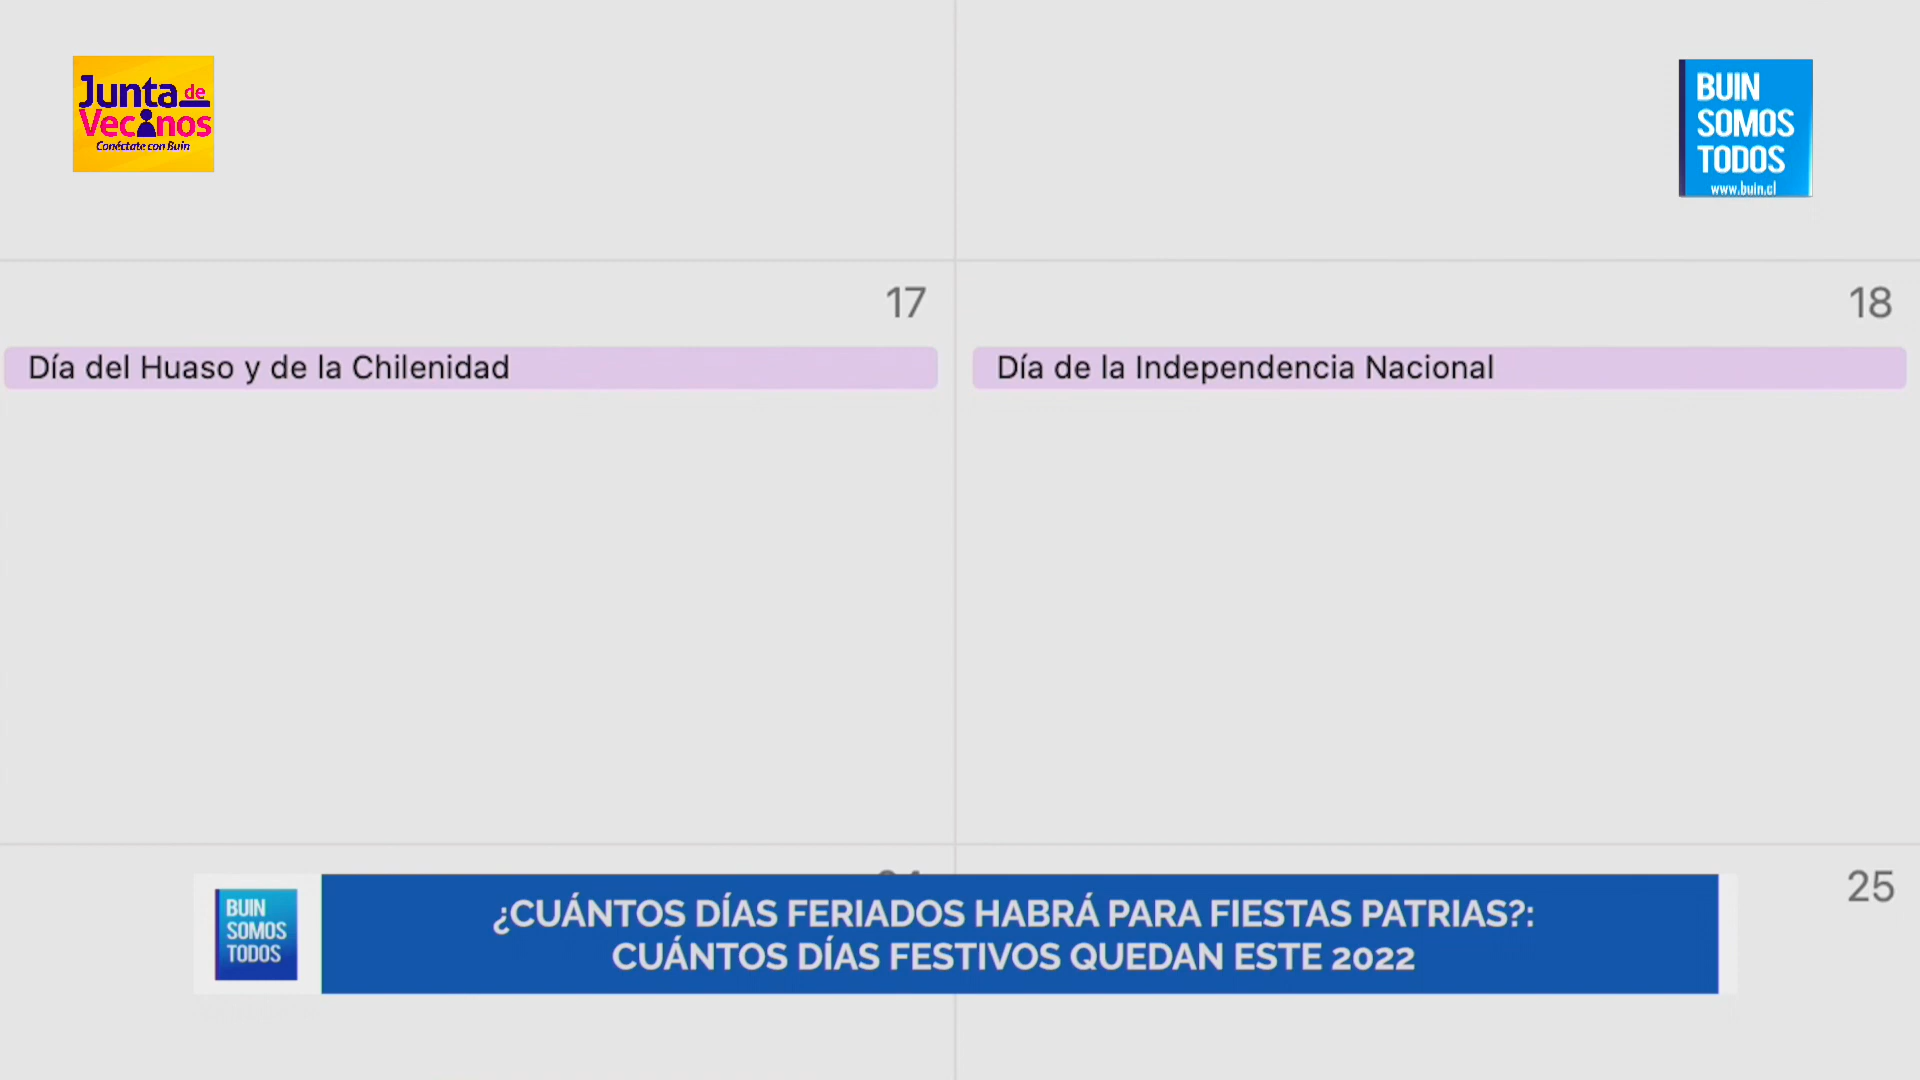 Junta de
Vecinos
Conéctate con Buin
BUIN
SOMOS
TODOS
www.buin.cl
17
18
Día del Huaso y de la Chilenidad
Día de la Independencia Nacional
25
BUIN
SOMOS
TODOS
¿CUÁNTOS DÍAS FERIADOS HABRÁ PARA FIESTAS PATRIAS?:
CUÁNTOS DÍAS FESTIVOS QUEDAN ESTE 2022